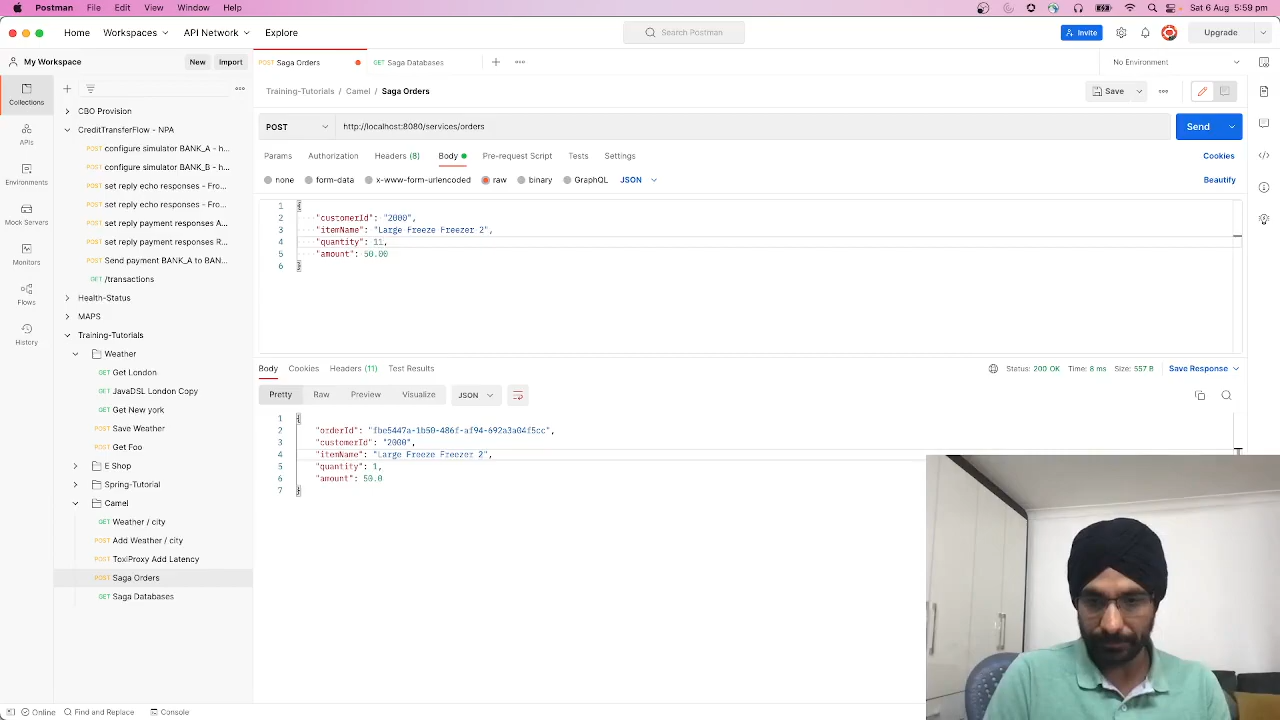 Postman File Edit View Window Help Sat 6 Aug 5:59 pm
Home Workspaces API Network Explore Search Postman Invite Upgrade
My Workspace New Import Saga Orders GET Saga Databases No Environment
Training-Tutorials / Camel / Saga Orders Save
POST http://localhost:8080/services/orders Send
Params Authorization Headers (8) Body Pre-request Script Tests Settings Cookies
none form-data x-www-form-urlencoded raw binary GraphQL JSON Beautify
1 {
2 "customerId": "2000",
3 "itemName": "Large Freeze Freezer 2",
4 "quantity": 11,
5 "amount": 50.00
6 }
Body Cookies Headers (11) Test Results Status: 200 OK Time: 8 ms Size: 557 B Save Response
Pretty Raw Preview Visualize JSON
1 {
2 "orderId": "fbe5447a-1b50-486f-af94-692a3a04f5cc",
3 "customerId": "2000",
4 "itemName": "Large Freeze Freezer 2",
5 "quantity": 1,
6 "amount": 50.0
7 }
Collections
APIs
Environments
Mock Servers
Monitors
Flows
History
CBO Provision
CreditTransferFlow - NPA
POST configure simulator BANK_A - h...
POST configure simulator BANK_B - h...
POST set reply echo responses - Fro...
POST set reply echo responses - Fro...
POST set reply payment responses A...
POST set reply payment responses R...
POST Send payment BANK_A to BAN...
GET /transactions
Health-Status
MAPS
Training-Tutorials
Weather
GET Get London
GET JavaDSL London Copy
GET Get New york
POST Save Weather
GET Get Foo
E Shop
Spring-Tutorial
Camel
GET Weather / city
POST Add Weather / city
POST ToxiProxy Add Latency
POST Saga Orders
GET Saga Databases
Online Find and Replace Console